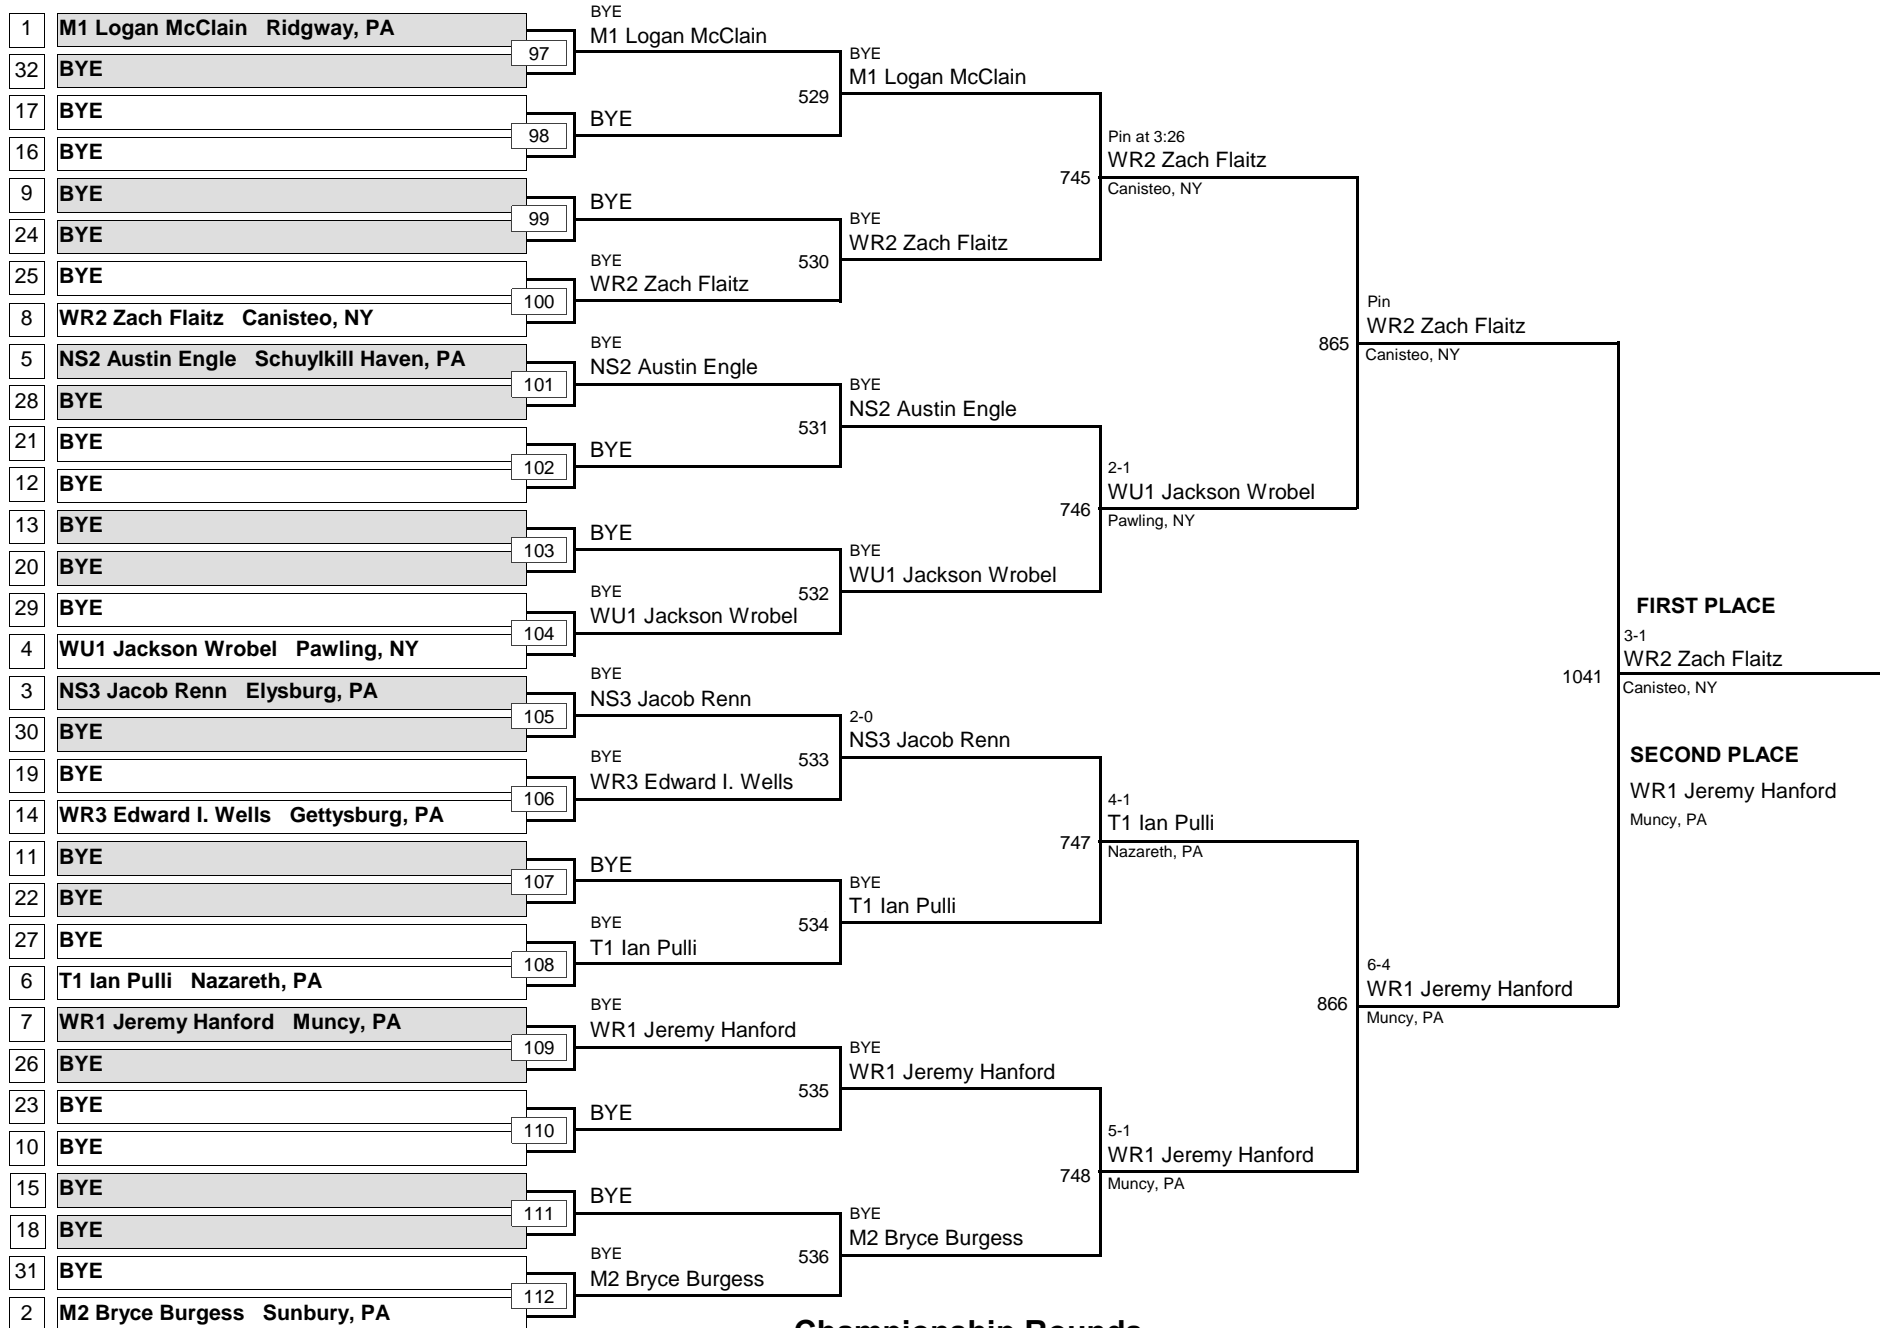 1 M1 Logan McClain Ridgway, PA
32 BYE
97
17 BYE
16 BYE
98
9 BYE
24 BYE
99
25 BYE
8 WR2 Zach Flaitz Canisteo, NY
100
5 NS2 Austin Engle Schuylkill Haven, PA
28 BYE
101
21 BYE
12 BYE
102
13 BYE
20 BYE
103
29 BYE
4 WU1 Jackson Wrobel Pawling, NY
104
3 NS3 Jacob Renn Elysburg, PA
30 BYE
105
19 BYE
14 WR3 Edward I. Wells Gettysburg, PA
106
11 BYE
22 BYE
107
27 BYE
6 T1 Ian Pulli Nazareth, PA
108
7 WR1 Jeremy Hanford Muncy, PA
26 BYE
109
23 BYE
10 BYE
110
15 BYE
18 BYE
111
31 BYE
2 M2 Bryce Burgess Sunbury, PA
112
BYE
M1 Logan McClain
529
BYE
BYE
530
BYE
WR2 Zach Flaitz
BYE
NS2 Austin Engle
531
BYE
BYE
532
BYE
WU1 Jackson Wrobel
BYE
NS3 Jacob Renn
533
BYE
WR3 Edward I. Wells
BYE
534
BYE
T1 Ian Pulli
BYE
WR1 Jeremy Hanford
535
BYE
BYE
536
BYE
M2 Bryce Burgess
BYE
M1 Logan McClain
745
BYE
WR2 Zach Flaitz
BYE
NS2 Austin Engle
746
BYE
WU1 Jackson Wrobel
2-0
NS3 Jacob Renn
747
BYE
T1 Ian Pulli
BYE
WR1 Jeremy Hanford
748
BYE
M2 Bryce Burgess
Pin at 3:26
WR2 Zach Flaitz
Canisteo, NY
865
2-1
WU1 Jackson Wrobel
Pawling, NY
4-1
T1 Ian Pulli
Nazareth, PA
866
5-1
WR1 Jeremy Hanford
Muncy, PA
Pin
WR2 Zach Flaitz
Canisteo, NY
1041
6-4
WR1 Jeremy Hanford
Muncy, PA
FIRST PLACE
3-1
WR2 Zach Flaitz
Canisteo, NY
SECOND PLACE
WR1 Jeremy Hanford
Muncy, PA
Championship Rounds